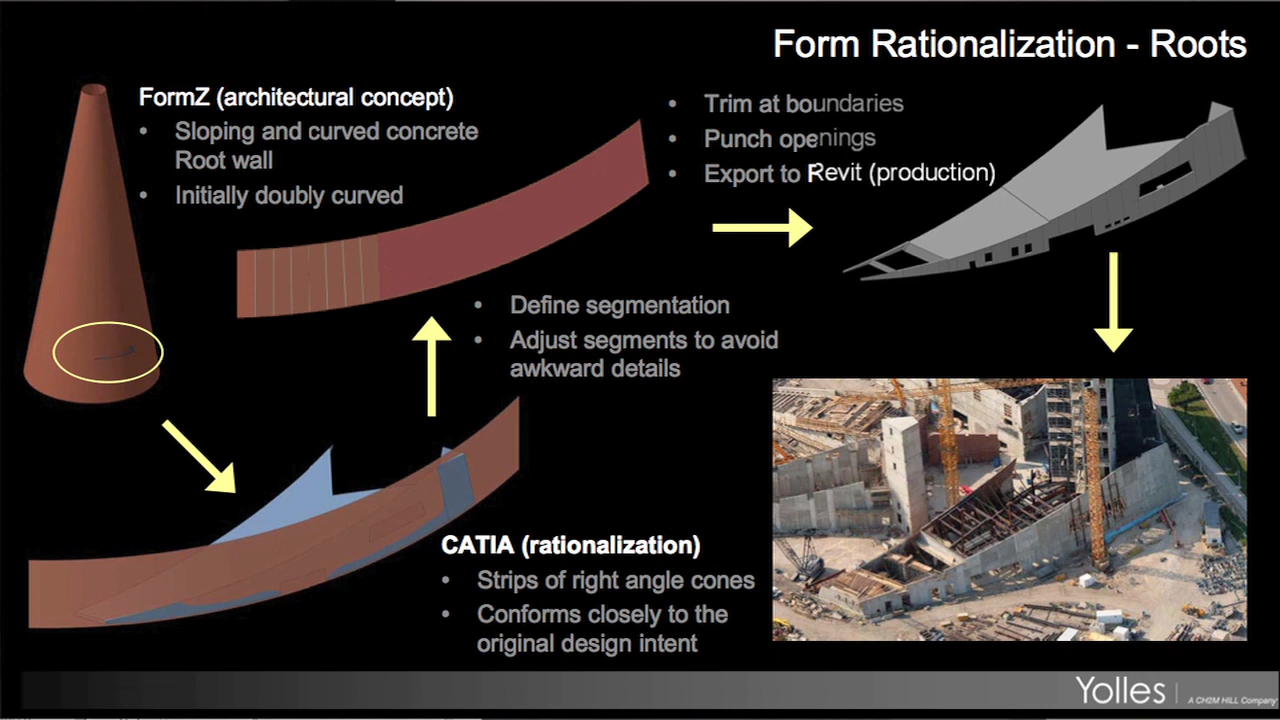 Form Rationalization - Roots
FormZ (architectural concept)
• Sloping and curved concrete
Root wall
• Initially doubly curved
• Trim at boundaries
• Punch openings
• Export to Revit (production)
• Define segmentation
• Adjust segments to avoid
awkward details
CATIA (rationalization)
• Strips of right angle cones
• Conforms closely to the
original design intent
Yolles | A CH2M HILL Company